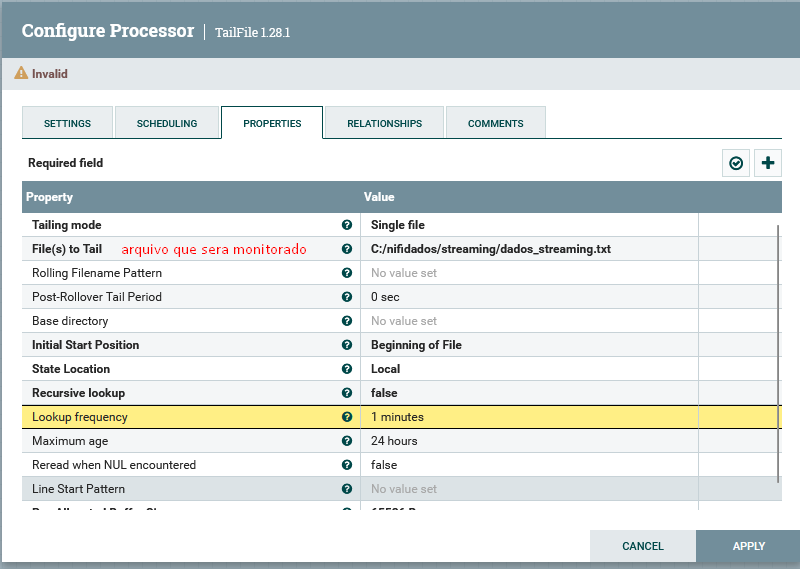 Configure Processor | TailFile 1.28.1
Invalid
SETTINGS SCHEDULING PROPERTIES RELATIONSHIPS COMMENTS
Required field
Property Value
Tailing mode Single file
File(s) to Tail arquivo que sera monitorado C:/nifidados/streaming/dados_streaming.txt
Rolling Filename Pattern No value set
Post-Rollover Tail Period 0 sec
Base directory No value set
Initial Start Position Beginning of File
State Location Local
Recursive lookup false
Lookup frequency 1 minutes
Maximum age 24 hours
Reread when NUL encountered false
Line Start Pattern No value set
CANCEL APPLY